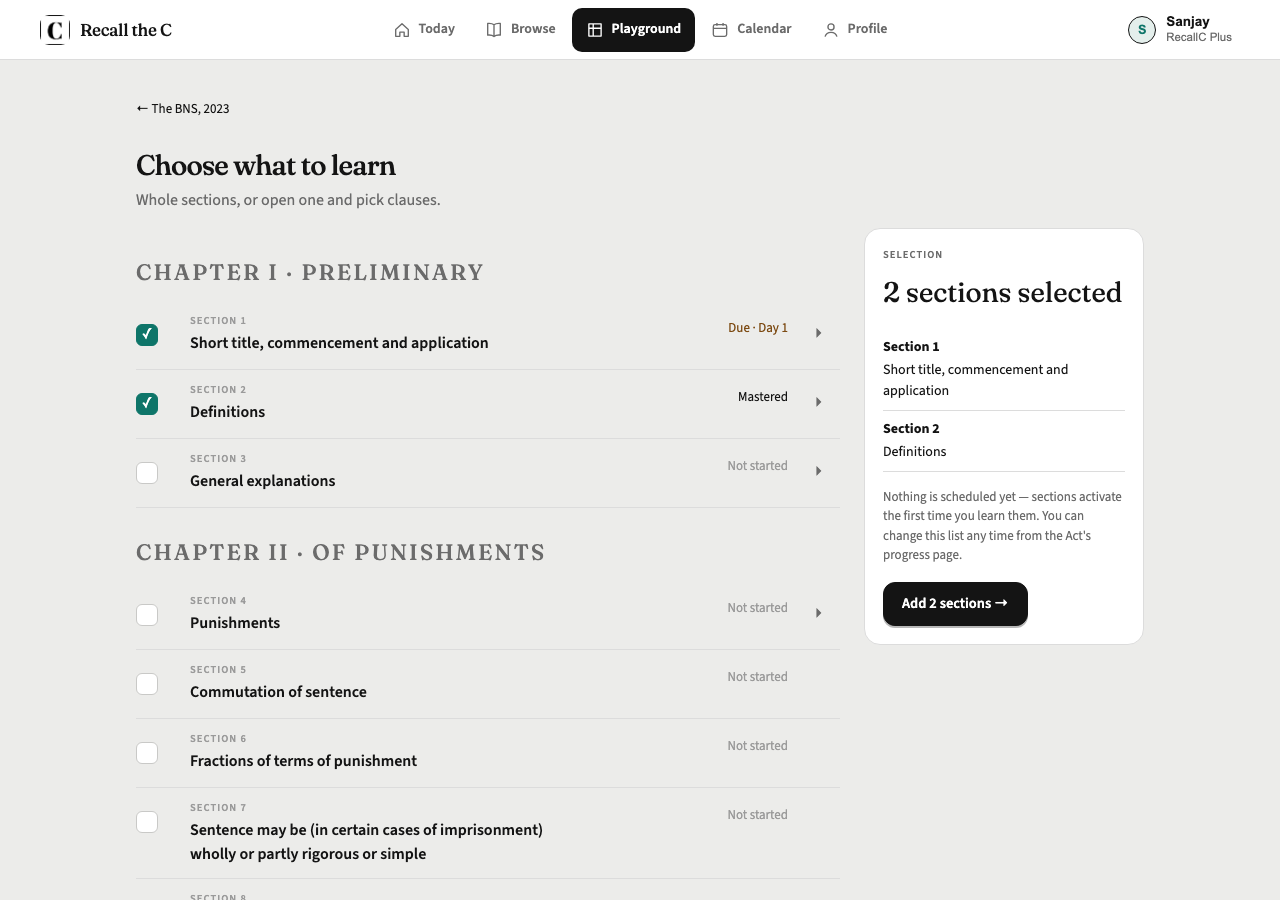 C Recall the C
Today
Browse
Playground
Calendar
Profile
S
Sanjay
RecallC Plus
← The BNS, 2023
Choose what to learn
Whole sections, or open one and pick clauses.
CHAPTER I · PRELIMINARY
SECTION 1
Short title, commencement and application
Due · Day 1
SECTION 2
Definitions
Mastered
SECTION 3
General explanations
Not started
CHAPTER II · OF PUNISHMENTS
SECTION 4
Punishments
Not started
SECTION 5
Commutation of sentence
Not started
SECTION 6
Fractions of terms of punishment
Not started
SECTION 7
Sentence may be (in certain cases of imprisonment)
wholly or partly rigorous or simple
Not started
SECTION 8
SELECTION
2 sections selected
Section 1
Short title, commencement and
application
Section 2
Definitions
Nothing is scheduled yet — sections activate
the first time you learn them. You can
change this list any time from the Act's
progress page.
Add 2 sections →